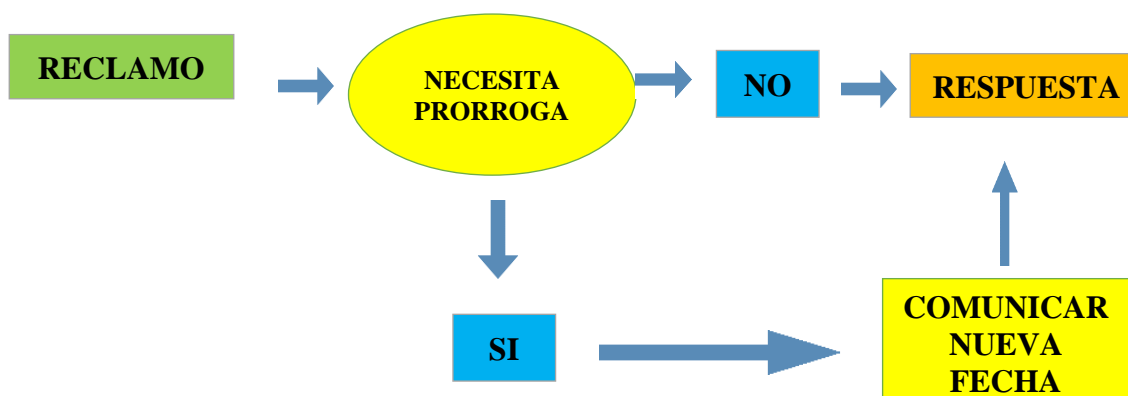 RECLAMO
NECESITA
PRORROGA
NO
RESPUESTA
SI
COMUNICAR
NUEVA
FECHA